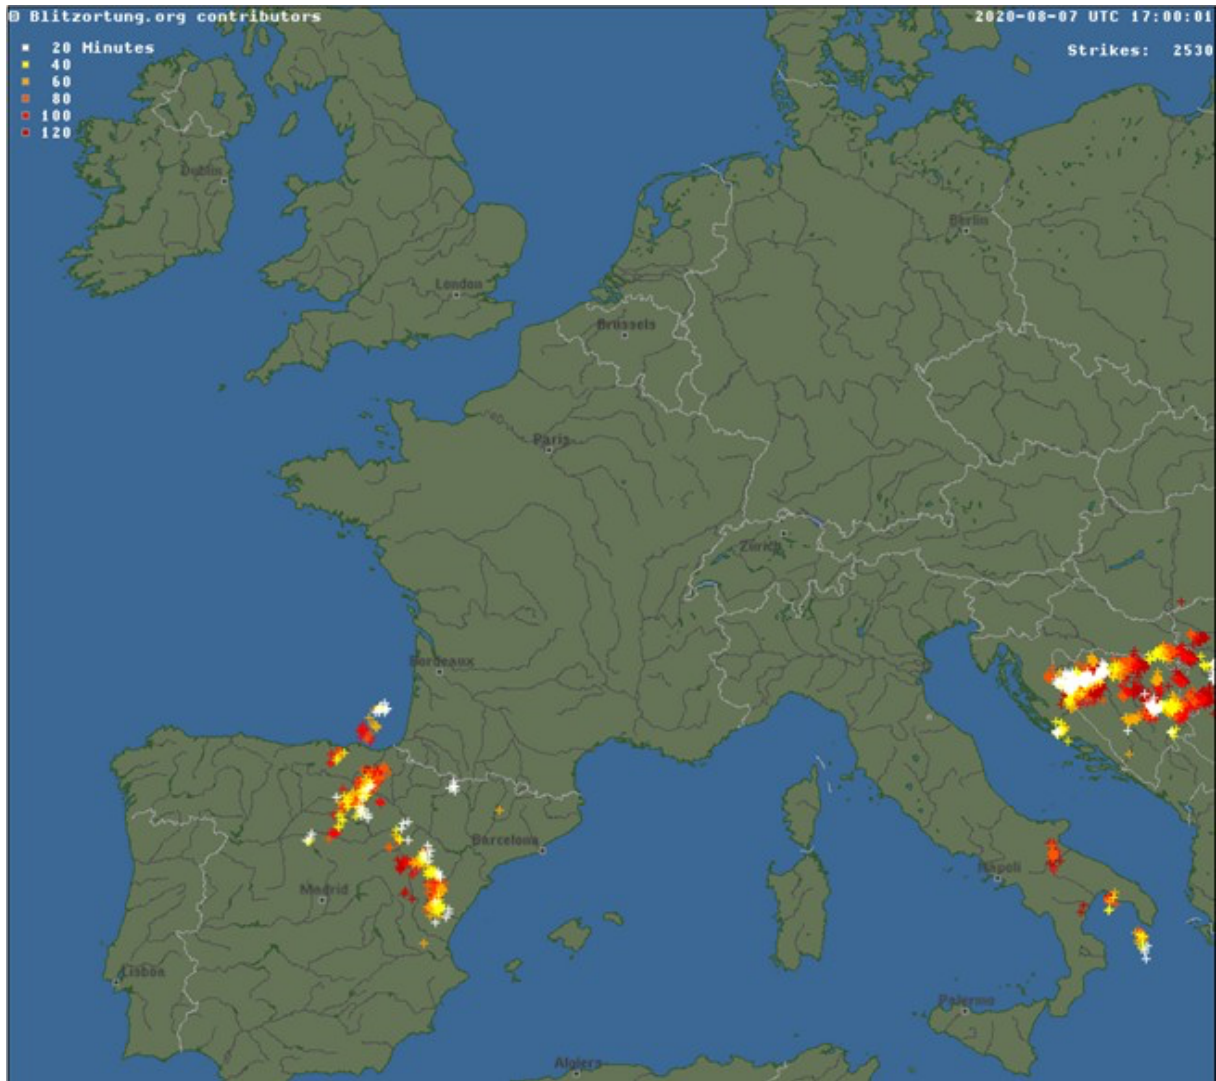 © Blitzortung.org contributors
2020-08-07 UTC 17:00:01
20 Minutes
Strikes: 2530
40
60
80
100
120
Dublin
Berlin
London
Brussels
Paris
Zürich
Bordeaux
Barcelona
Napoli
Madrid
Lisbon
Palermo
Algiers